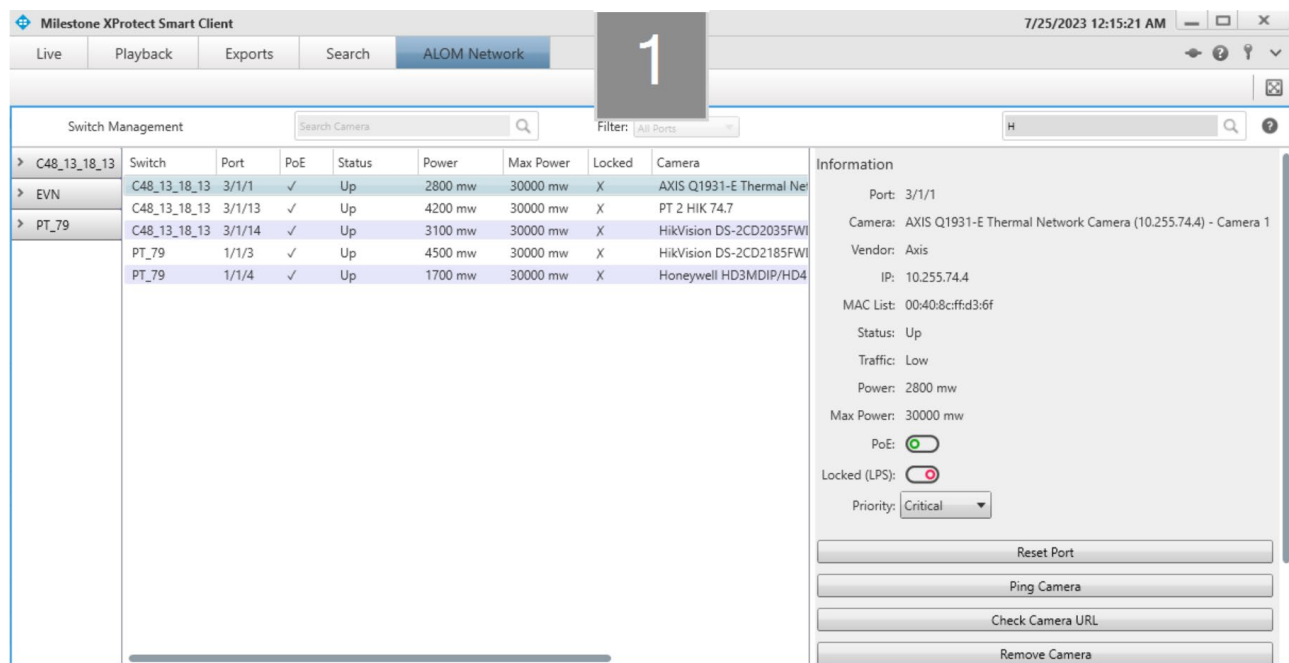 Milestone XProtect Smart Client 7/25/2023 12:15:21 AM
1
Live Playback Exports Search ALOM Network
Switch Management Search Camera Filter: All Ports H
C48_13_18_13
EVN
PT_79
Switch Port PoE Status Power Max Power Locked Camera
C48_13_18_13 3/1/1 ✓ Up 2800 mw 30000 mw X AXIS Q1931-E Thermal Ne
C48_13_18_13 3/1/13 ✓ Up 4200 mw 30000 mw X PT 2 HIK 74.7
C48_13_18_13 3/1/14 ✓ Up 3100 mw 30000 mw X HikVision DS-2CD2035FWI
PT_79 1/1/3 ✓ Up 4500 mw 30000 mw X HikVision DS-2CD2185FWI
PT_79 1/1/4 ✓ Up 1700 mw 30000 mw X Honeywell HD3MDIP/HD4
Information
Port: 3/1/1
Camera: AXIS Q1931-E Thermal Network Camera (10.255.74.4) - Camera 1
Vendor: Axis
IP: 10.255.74.4
MAC List: 00:40:8c:ff:d3:6f
Status: Up
Traffic: Low
Power: 2800 mw
Max Power: 30000 mw
PoE:
Locked (LPS):
Priority: Critical
Reset Port
Ping Camera
Check Camera URL
Remove Camera